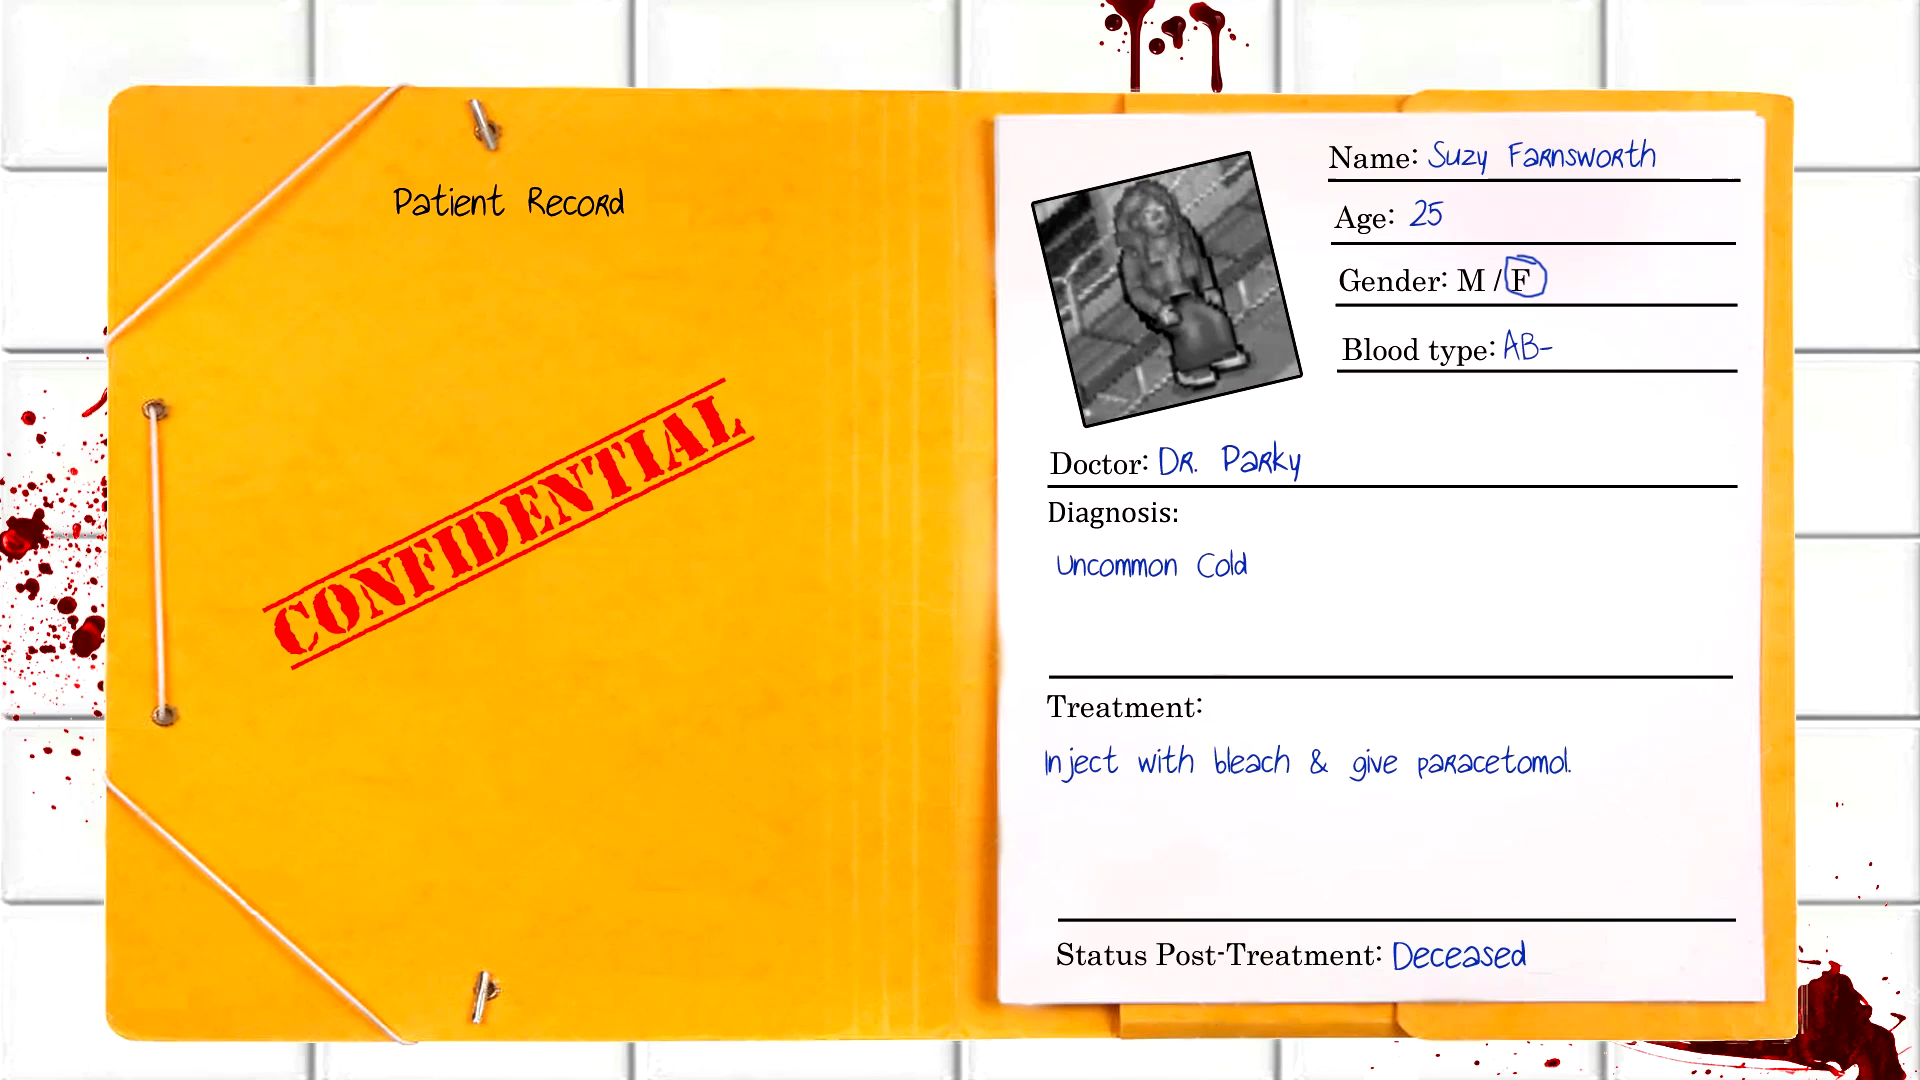 Patient Record
CONFIDENTIAL
Name: Suzy Farnsworth
Age: 25
Gender: M / F
Blood type: AB-
Doctor: Dr. Parky
Diagnosis:
Uncommon Cold
Treatment:
Inject with bleach & give paracetomol.
Status Post-Treatment: Deceased